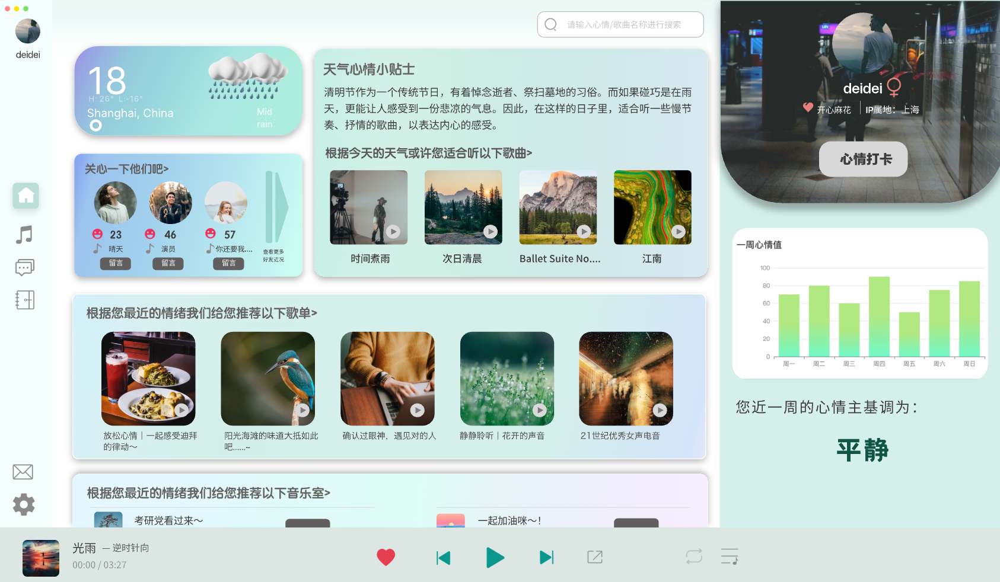 deidei
请输入心情/歌曲名称进行搜索
18
H: 26° L:-16°
Shanghai, China
Mid
rain
关心一下他们吧>
23
46
57
晴天
演员
你还要我....
留言
留言
留言
查看更多
好友近况
天气心情小贴士
清明节作为一个传统节日，有着悼念逝者、祭扫墓地的习俗。而如果碰巧是在雨
天，更能让人感受到一份悲凉的气息。因此，在这样的日子里，适合听一些慢节
奏、抒情的歌曲，以表达内心的感受。
根据今天的天气或许您适合听以下歌曲>
时间煮雨
次日清晨
Ballet Suite No....
江南
根据您最近的情绪我们给您推荐以下歌单>
放松心情丨一起感受迪拜
的律动～
阳光海滩的味道大抵如此
吧......~
确认过眼神，遇见对的人
静静聆听丨花开的声音
21世纪优秀女声电音
根据您最近的情绪我们给您推荐以下音乐室>
考研党看过来～
一起加油咪～!
Lift
deidei
开心麻花
IP属地：上海
心情打卡
一周心情值
100
80
60
40
20
0
周一
周二
周三
周四
周五
周六
周日
您近一周的心情主基调为：
平静
光雨 — 逆时针向
00:00 / 03:27